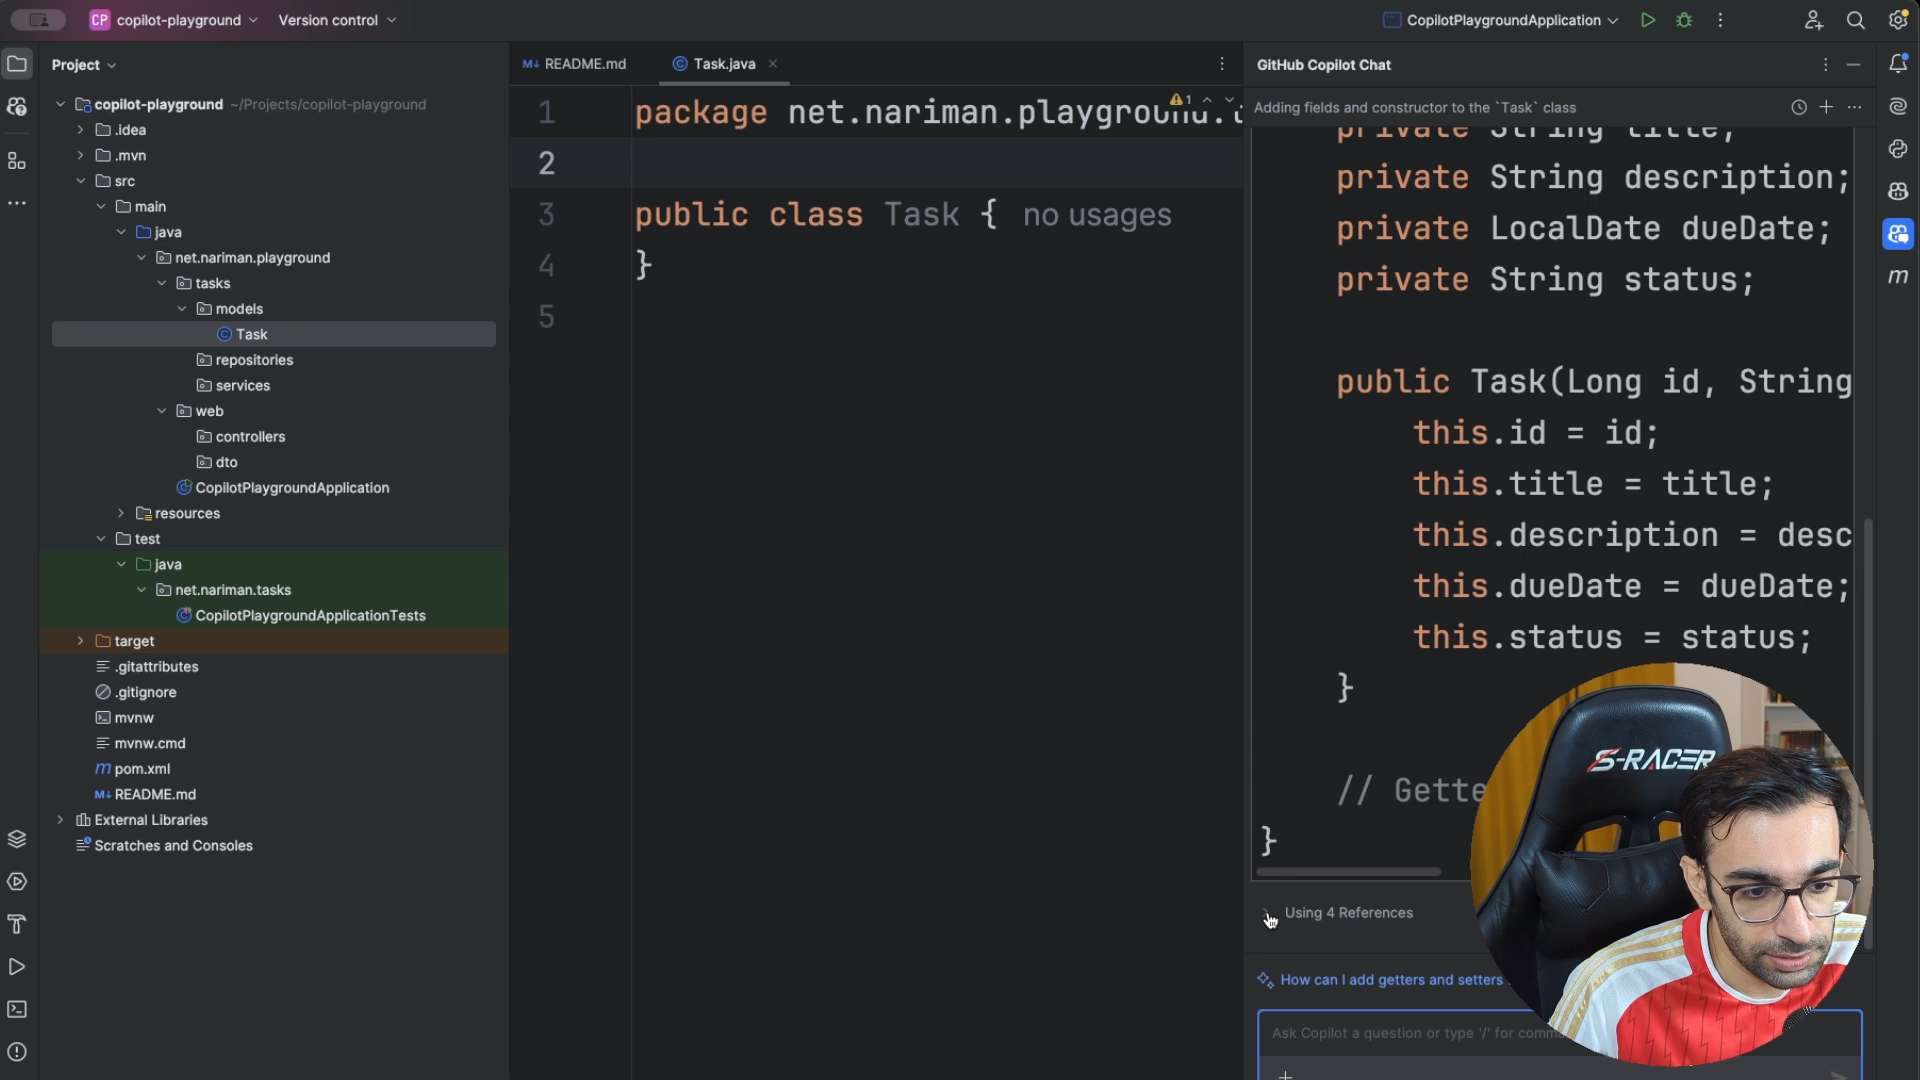 CP copilot-playground Version control CopilotPlaygroundApplication
Project
copilot-playground ~/Projects/copilot-playground
.idea
.mvn
src
main
java
net.nariman.playground
tasks
models
Task
repositories
services
web
controllers
dto
CopilotPlaygroundApplication
resources
test
java
net.nariman.tasks
CopilotPlaygroundApplicationTests
target
.gitattributes
.gitignore
mvnw
mvnw.cmd
pom.xml
README.md
External Libraries
Scratches and Consoles
README.md Task.java
1 package net.nariman.playground.
1
2
3 public class Task { no usages
4 }
5
GitHub Copilot Chat
Adding fields and constructor to the `Task` class
private String title;
private String description;
private LocalDate dueDate;
private String status;
public Task(Long id, String
this.id = id;
this.title = title;
this.description = desc
this.dueDate = dueDate;
this.status = status;
}
// Gette
}
Using 4 References
How can I add getters and setters
Ask Copilot a question or type '/' for comm
S-RACER